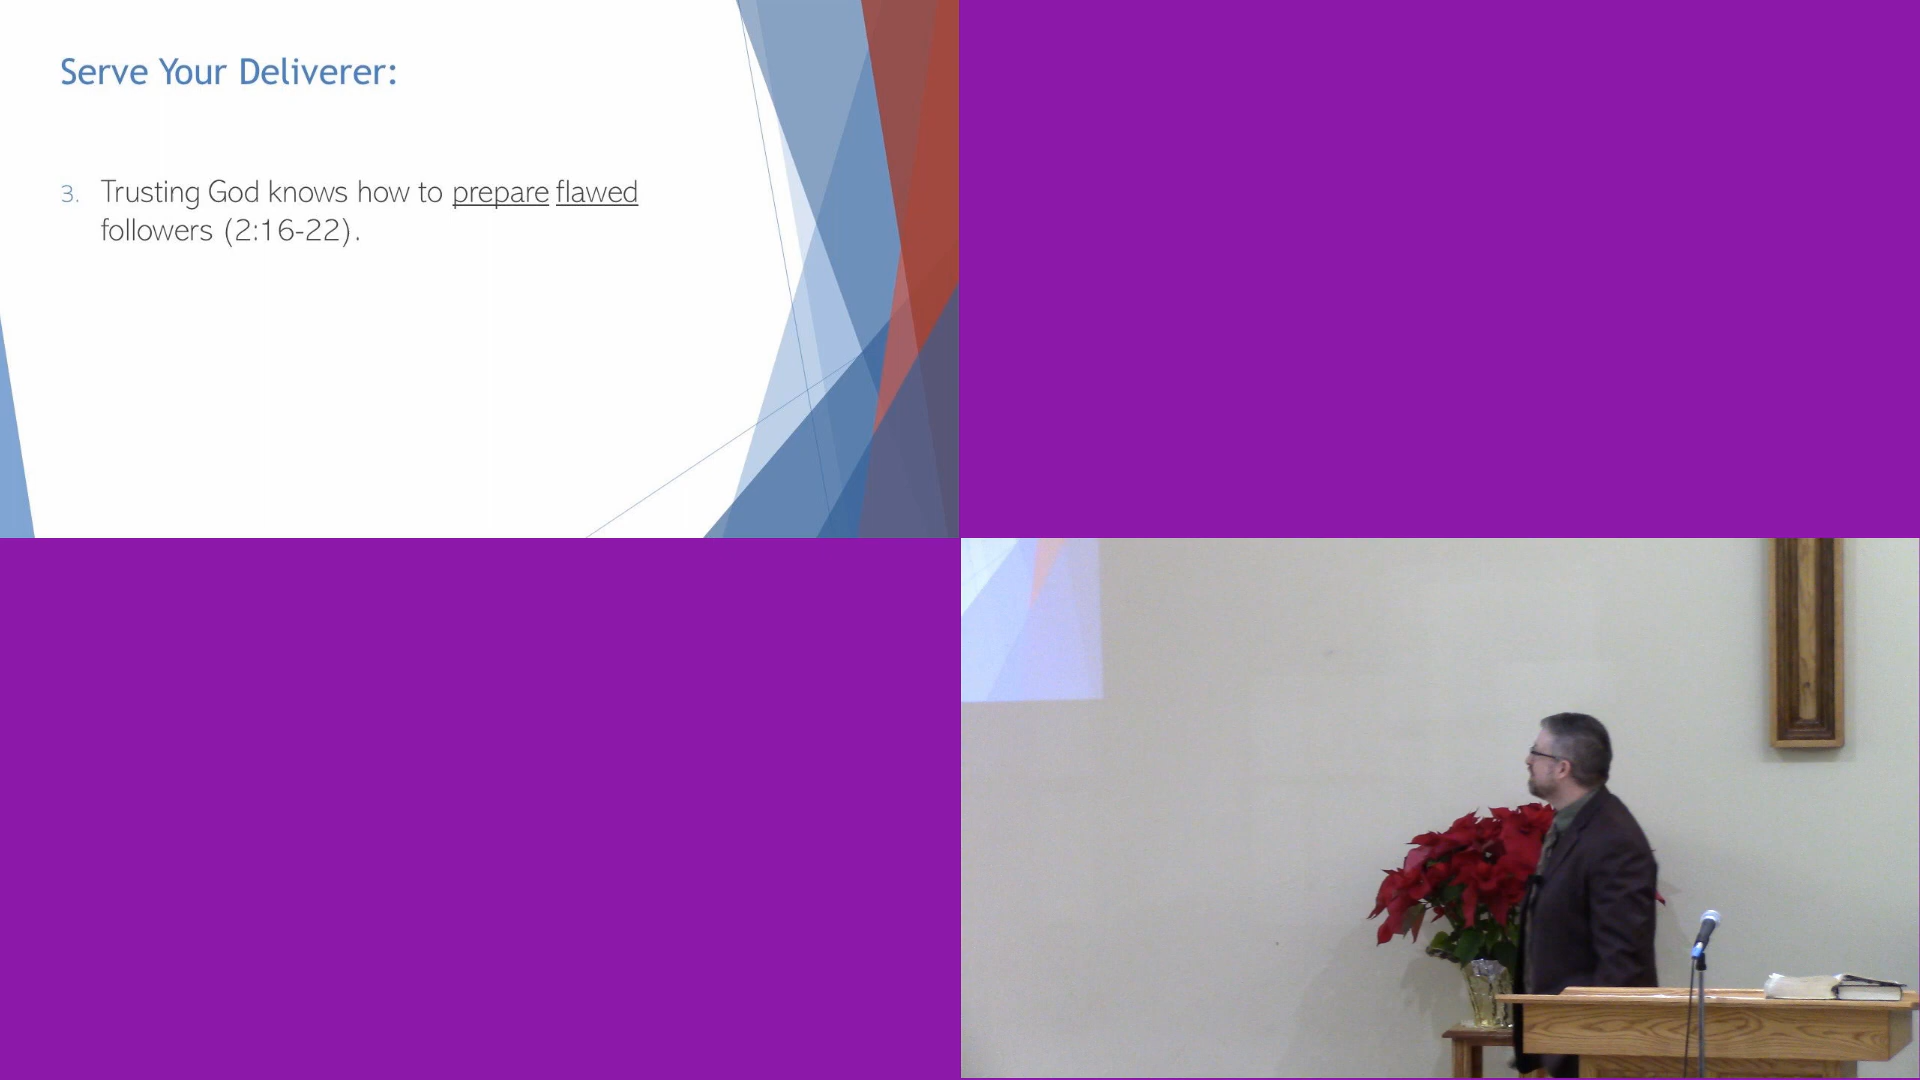 Serve Your Deliverer:
3. Trusting God knows how to prepare flawed
followers (2:16-22).